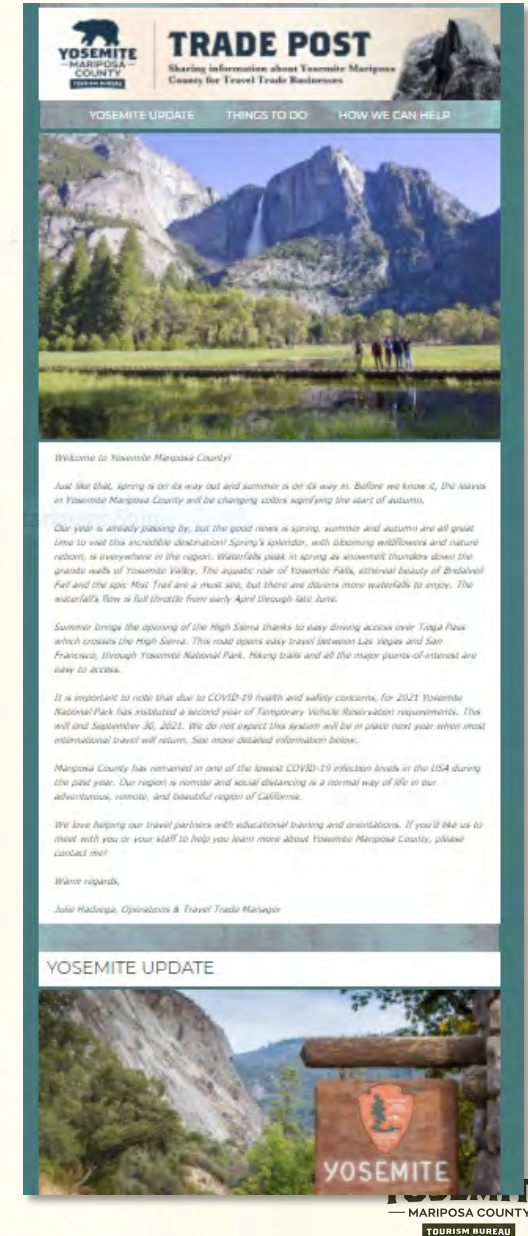 YOSEMITE
MARIPOSA
COUNTY
TOURISM BUREAU
TRADE POST
Sharing information about Yosemite Mariposa
County for Travel Trade Businesses
YOSEMITE UPDATE THINGS TO DO HOW WE CAN HELP
Welcome to Yosemite Mariposa County!
Just like that, spring is on its way out and summer is on its way in. Before we know it, the leaves
in Yosemite Mariposa County will be changing colors signifying the start of autumn.
Our year is already passing by, but the good news is spring, summer and autumn are all great
time to visit this incredible destination! Spring's splendor, with blooming wildflowers and nature
reborn, is everywhere in the region. Waterfalls peak in spring as snowmelt thunders down the
granite walls of Yosemite Valley. The aquatic roar of Yosemite Falls, ethereal beauty of Bridalveil
Fall and the epic Mist Trail are a must see, but there are dozens more waterfalls to enjoy. The
waterfall's flow is full throttle from early April through late June.
Summer brings the opening of the High Sierra thanks to easy driving access over Tioga Pass
which crosses the High Sierra. This road opens easy travel between Las Vegas and San
Francisco, through Yosemite National Park. Hiking trails and all the major points-of-interest are
easy to access.
It is important to note that due to COVID-19 health and safety concerns, for 2021 Yosemite
National Park has instituted a second year of Temporary Vehicle Reservation requirements. This
will end September 30, 2021. We do not expect this system will be in place next year when most
international travel will return. See more detailed information below.
Mariposa County has remained in one of the lowest COVID-19 infection levels in the USA during
the past year. Our region is remote and social distancing is a normal way of life in our
adventurous, remote, and beautiful region of California.
We love helping our travel partners with educational training and orientations. If you'd like us to
meet with you or your staff to help you learn more about Yosemite Mariposa County, please
contact me!
Warm regards,
Julie Hadzega, Operations & Travel Trade Manager
YOSEMITE UPDATE
YOSEMITE
MARIPOSA COUNTY
TOURISM BUREAU